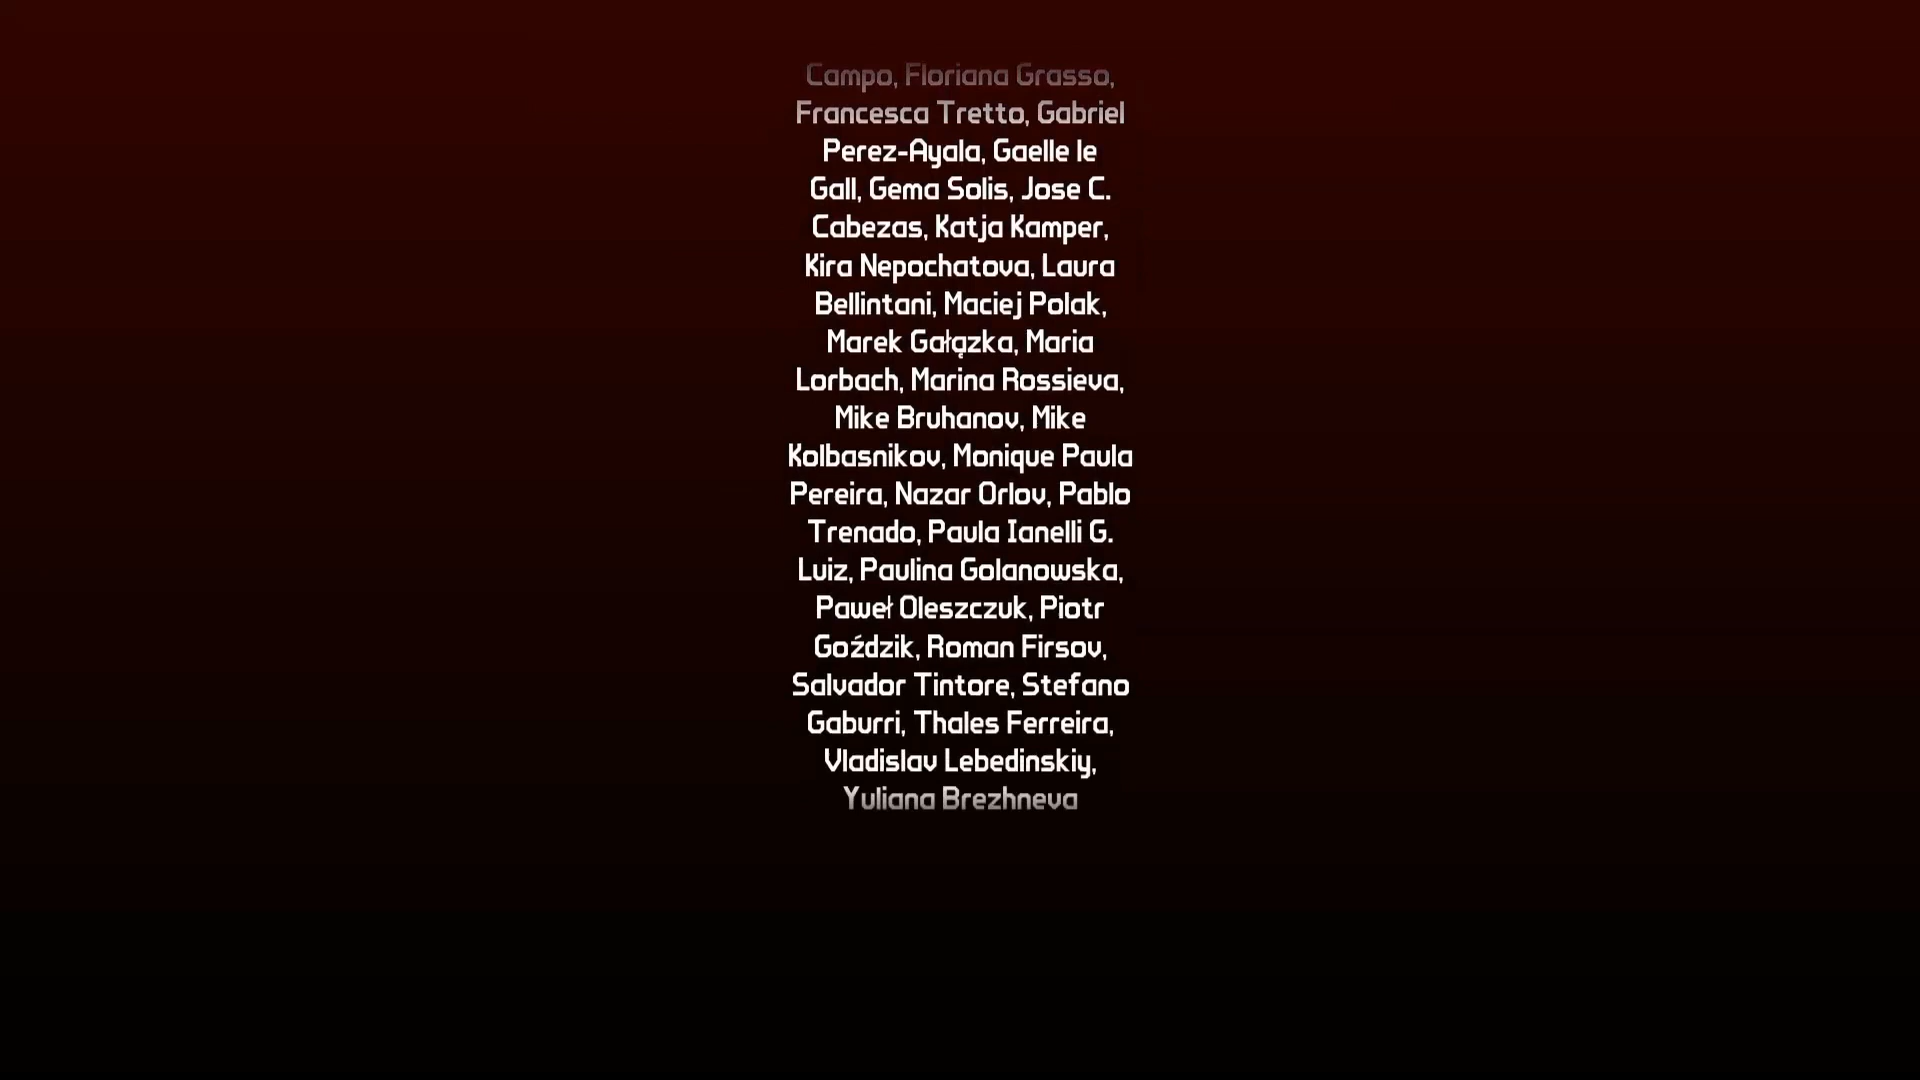 Campo, Floriana Grasso,
Francesca Tretto, Gabriel
Perez-Ayala, Gaelle le
Gall, Gema Solis, Jose C.
Cabezas, Katja Kamper,
Kira Nepochatova, Laura
Bellintani, Maciej Polak,
Marek Gałązka, Maria
Lorbach, Marina Rossieva,
Mike Bruhanov, Mike
Kolbasnikov, Monique Paula
Pereira, Nazar Orlov, Pablo
Trenado, Paula Ianelli G.
Luiz, Paulina Golanowska,
Paweł Oleszczuk, Piotr
Goździk, Roman Firsov,
Salvador Tintore, Stefano
Gaburri, Thales Ferreira,
Vladislav Lebedinskiy,
Yuliana Brezhneva